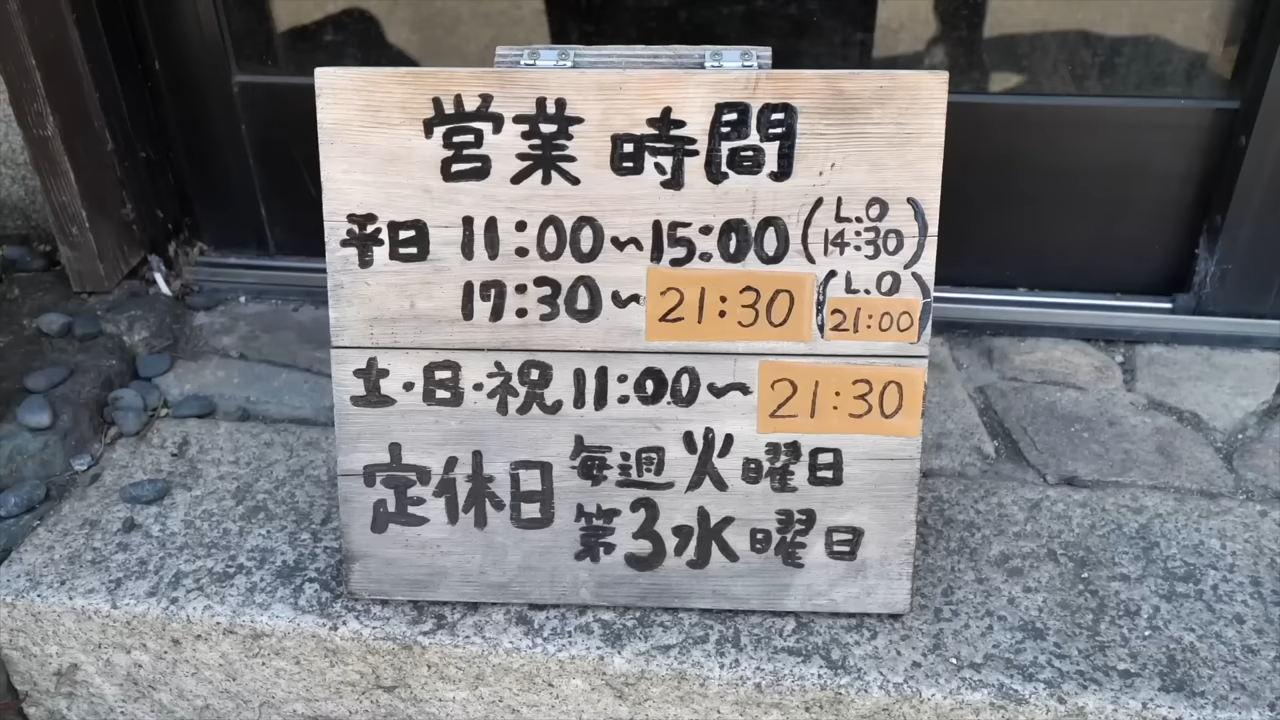 営業時間
平日 11:00~15:00 (L.O 14:30)
17:30~21:30 (L.O 21:00)
土・日・祝 11:00~21:30
定休日 毎週火曜日
第3水曜日